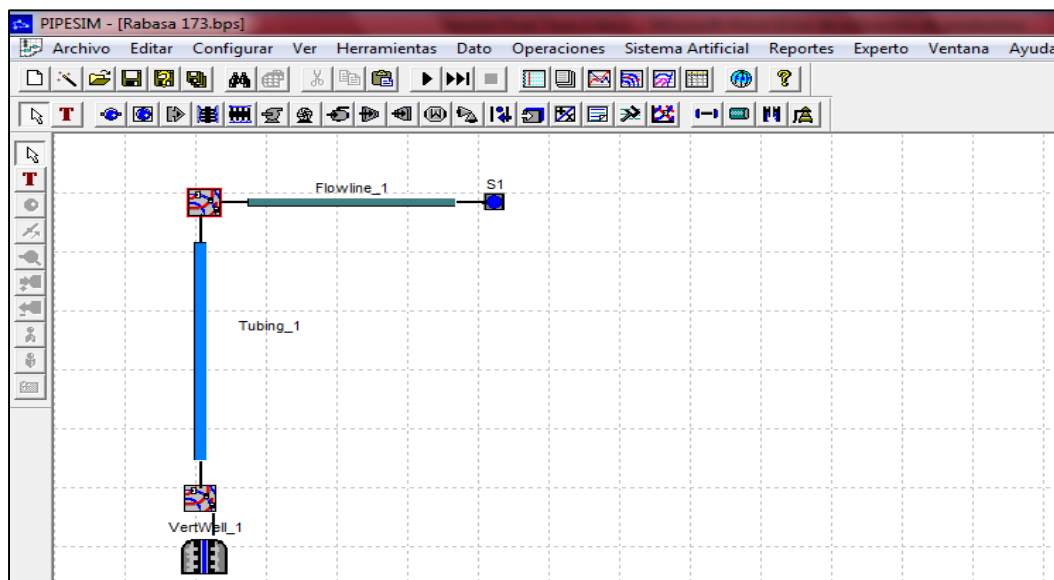 PIPESIM - [Rabasa 173.bps]
Archivo Editar Configurar Ver Herramientas Dato Operaciones Sistema Artificial Reportes Experto Ventana Ayuda
T
T
Flowline_1
S1
Tubing_1
VertWell_1